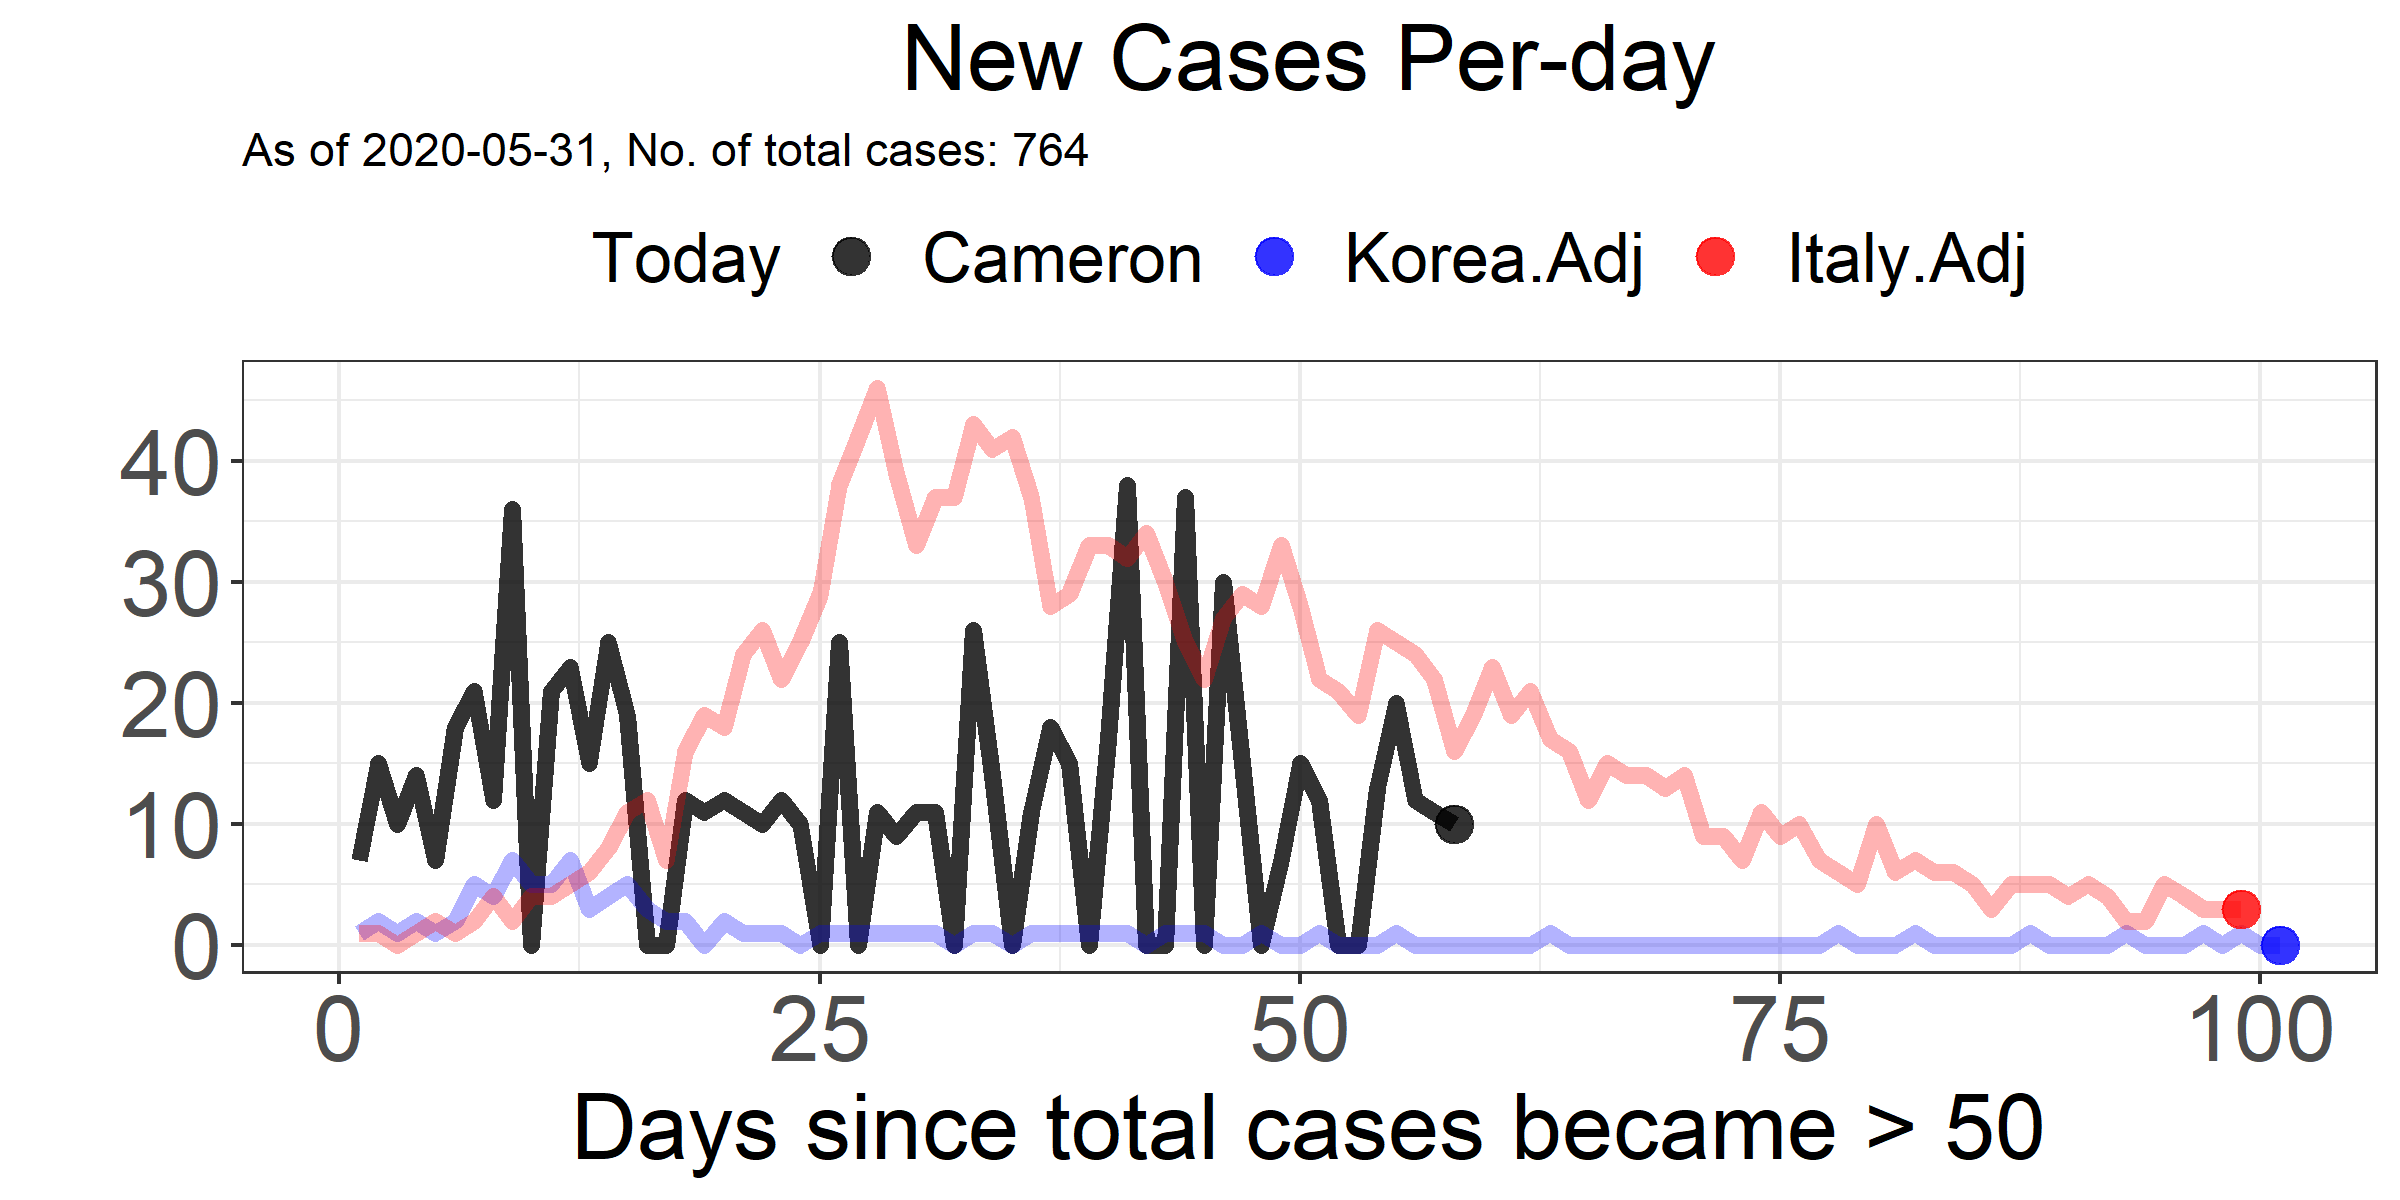 New Cases Per-day
As of 2020-05-31, No. of total cases: 764
Today Cameron Korea.Adj Italy.Adj
40
30
20
10
0
0 25 50 75 100
Days since total cases became > 50